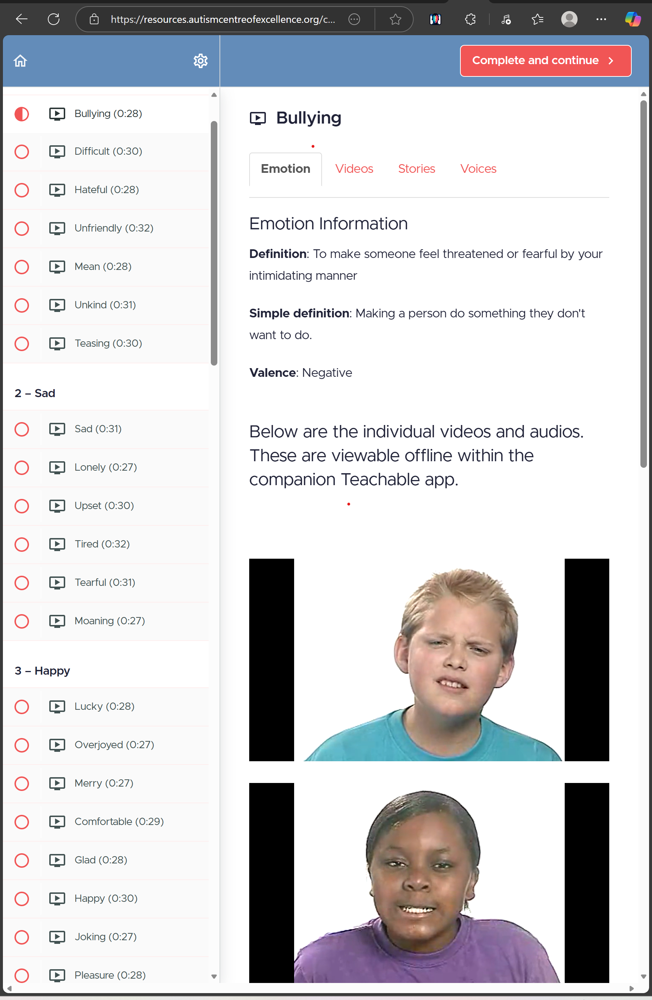 https://resources.autismcentreofexcellence.org/c...
Complete and continue
Bullying (0:28)
Difficult (0:30)
Hateful (0:28)
Unfriendly (0:32)
Mean (0:28)
Unkind (0:31)
Teasing (0:30)
2 – Sad
Sad (0:31)
Lonely (0:27)
Upset (0:30)
Tired (0:32)
Tearful (0:31)
Moaning (0:27)
3 – Happy
Lucky (0:28)
Overjoyed (0:27)
Merry (0:27)
Comfortable (0:29)
Glad (0:28)
Happy (0:30)
Joking (0:27)
Pleasure (0:28)
Bullying
Emotion Videos Stories Voices
Emotion Information
Definition: To make someone feel threatened or fearful by your
intimidating manner
Simple definition: Making a person do something they don't
want to do.
Valence: Negative
Below are the individual videos and audios.
These are viewable offline within the
companion Teachable app.